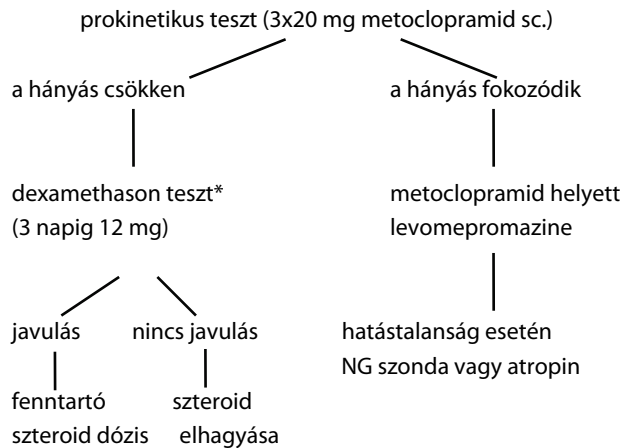 prokinetikus teszt (3x20 mg metoclopramid sc.)
a hányás csökken
a hányás fokozódik
dexamethason teszt*
(3 napig 12 mg)
metoclopramid helyett
levomepromazine
javulás
nincs javulás
hatástalanság esetén
NG szonda vagy atropin
fenntartó
szteroid dózis
szteroid
elhagyása